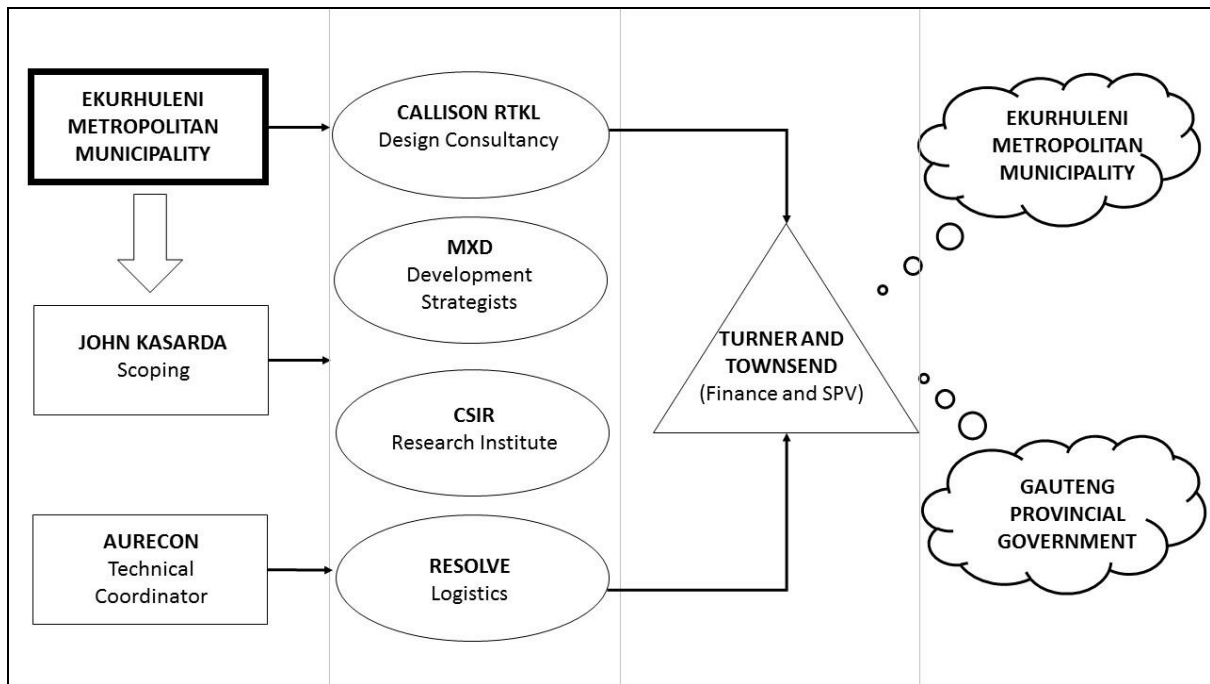 EKURHULENI
METROPOLITAN
MUNICIPALITY
JOHN KASARDA
Scoping
AURECON
Technical
Coordinator
CALLISON RTKL
Design Consultancy
MXD
Development
Strategists
CSIR
Research Institute
RESOLVE
Logistics
TURNER AND
TOWNSEND
(Finance and SPV)
EKURHULENI
METROPOLITAN
MUNICIPALITY
GAUTENG
PROVINCIAL
GOVERNMENT